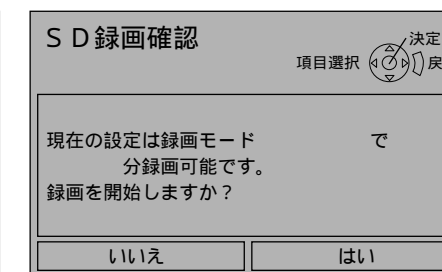 ＳＤ録画確認
決定
項目選択
戻
現在の設定は録画モード　　　　　で
分録画可能です。
録画を開始しますか？
いいえ
はい